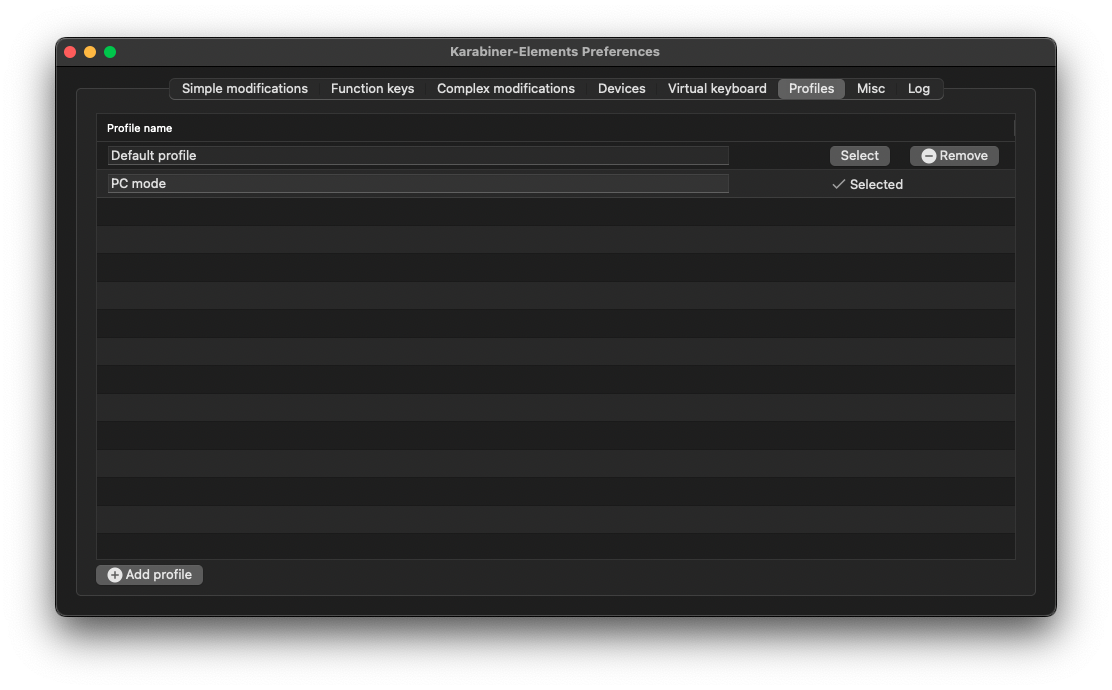 Karabiner-Elements Preferences
Simple modifications Function keys Complex modifications Devices Virtual keyboard Profiles Misc Log
Profile name
Default profile Select Remove
PC mode Selected
Add profile